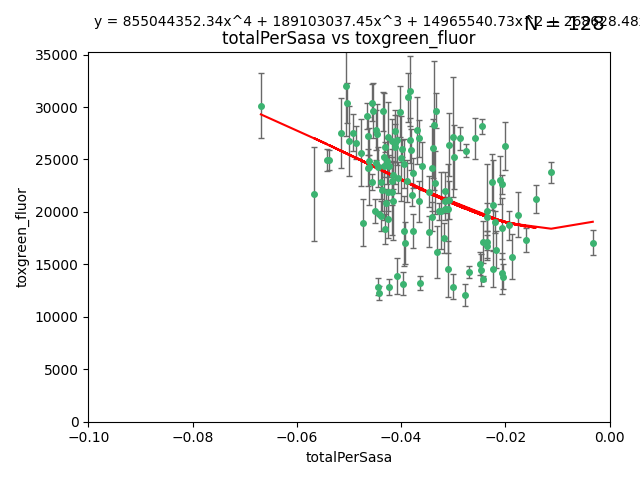 y = 855044352.34x^4 + 189103037.45x^3 + 14965540.73x^2 +
N = 128
totalPerSasa vs toxgreen_fluor
35000
30000
25000
20000
15000
10000
5000
0
toxgreen_fluor
−0.10 −0.08 −0.06 −0.04 −0.02 0.00
totalPerSasa